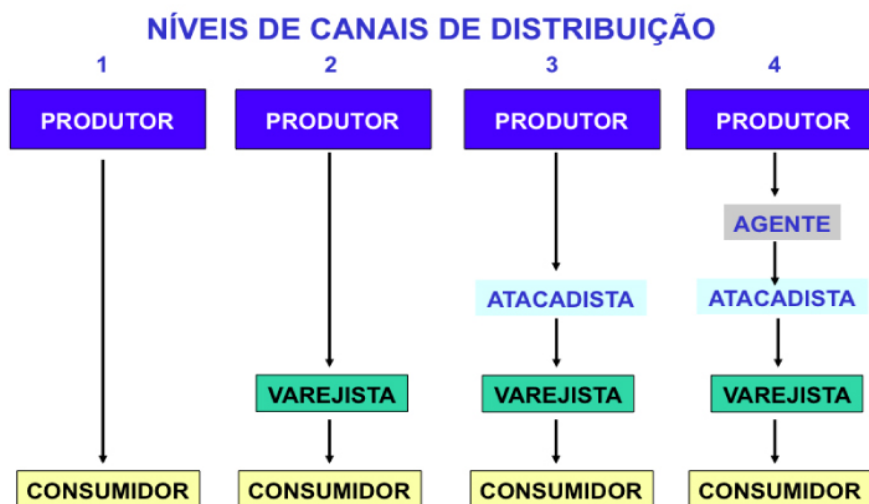 NÍVEIS DE CANAIS DE DISTRIBUIÇÃO
1 2 3 4
PRODUTOR PRODUTOR PRODUTOR PRODUTOR
AGENTE
ATACADISTA ATACADISTA
VAREJISTA VAREJISTA VAREJISTA
CONSUMIDOR CONSUMIDOR CONSUMIDOR CONSUMIDOR